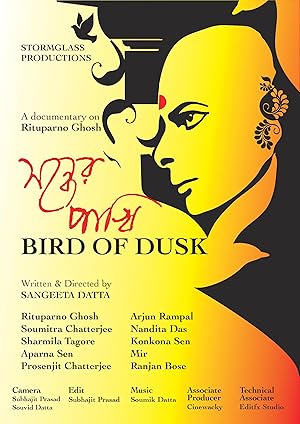 STORMGLASS
PRODUCTIONS
A documentary on
Rituparno Ghosh
সন্ধের
পাখি
BIRD OF DUSK
Written & Directed by
SANGEETA DATTA
Rituparno Ghosh
Soumitra Chatterjee
Sharmila Tagore
Aparna Sen
Prosenjit Chatterjee
Arjun Rampal
Nandita Das
Konkona Sen
Mir
Ranjan Bose
Camera
Subhajit Prasad
Souvid Datta
Edit
Subhajit Prasad
Music
Soumik Datta
Associate
Producer
Cinewacky
Technical
Associate
Editfx Studio